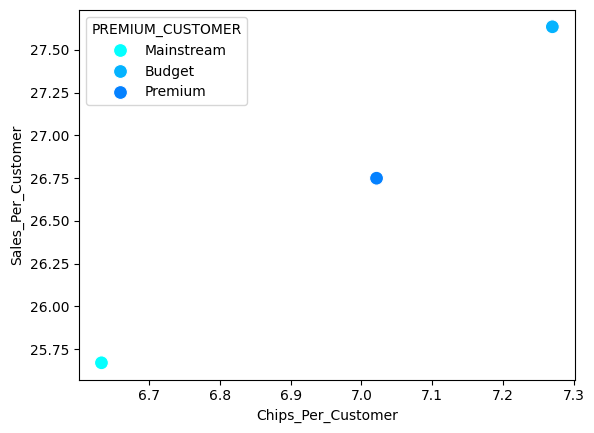 PREMIUM_CUSTOMER
Mainstream
Budget
Premium
27.50
27.25
27.00
26.75
26.50
26.25
26.00
25.75
Sales_Per_Customer
6.7 6.8 6.9 7.0 7.1 7.2 7.3
Chips_Per_Customer